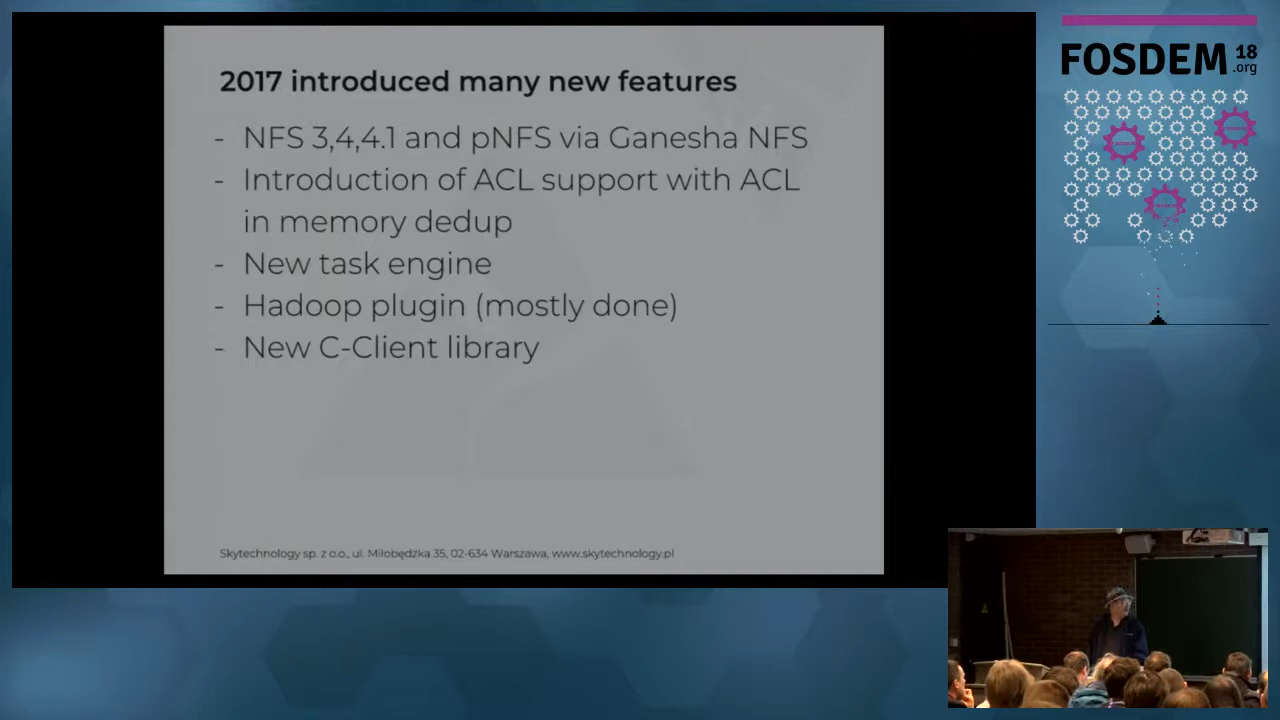 2017 introduced many new features
- NFS 3,4,4.1 and pNFS via Ganesha NFS
- Introduction of ACL support with ACL
in memory dedup
- New task engine
- Hadoop plugin (mostly done)
- New C-Client library
Skytechnology sp. z o.o., ul. Miłobędzka 35, 02-634 Warszawa, www.skytechnology.pl
FOSDEM 18
.org